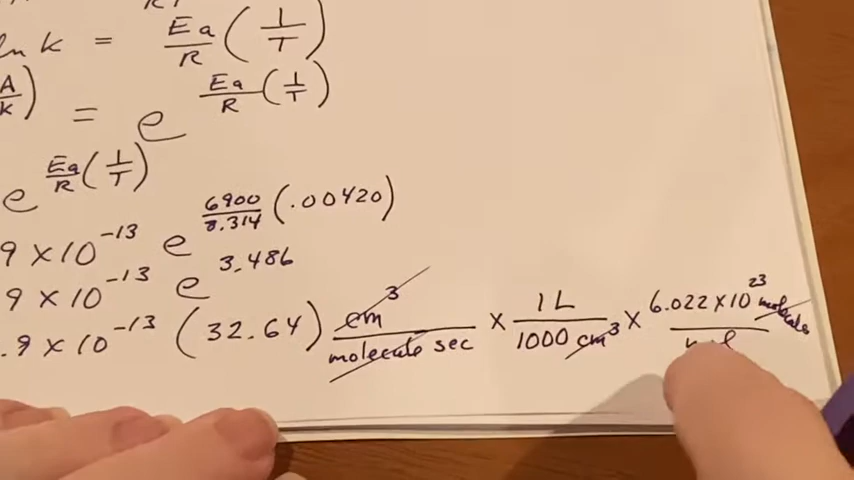 RT
ln k = Ea/R (1/T)
A/k) = e^(Ea/R (1/T))
e^(Ea/R (1/T))
9 × 10^-13 e^(6900/8.314 (.00420))
9 × 10^-13 e^3.486
.9 × 10^-13 (32.64) cm^3/molecule sec × 1 L/1000 cm^3 × 6.022 × 10^23 molecules